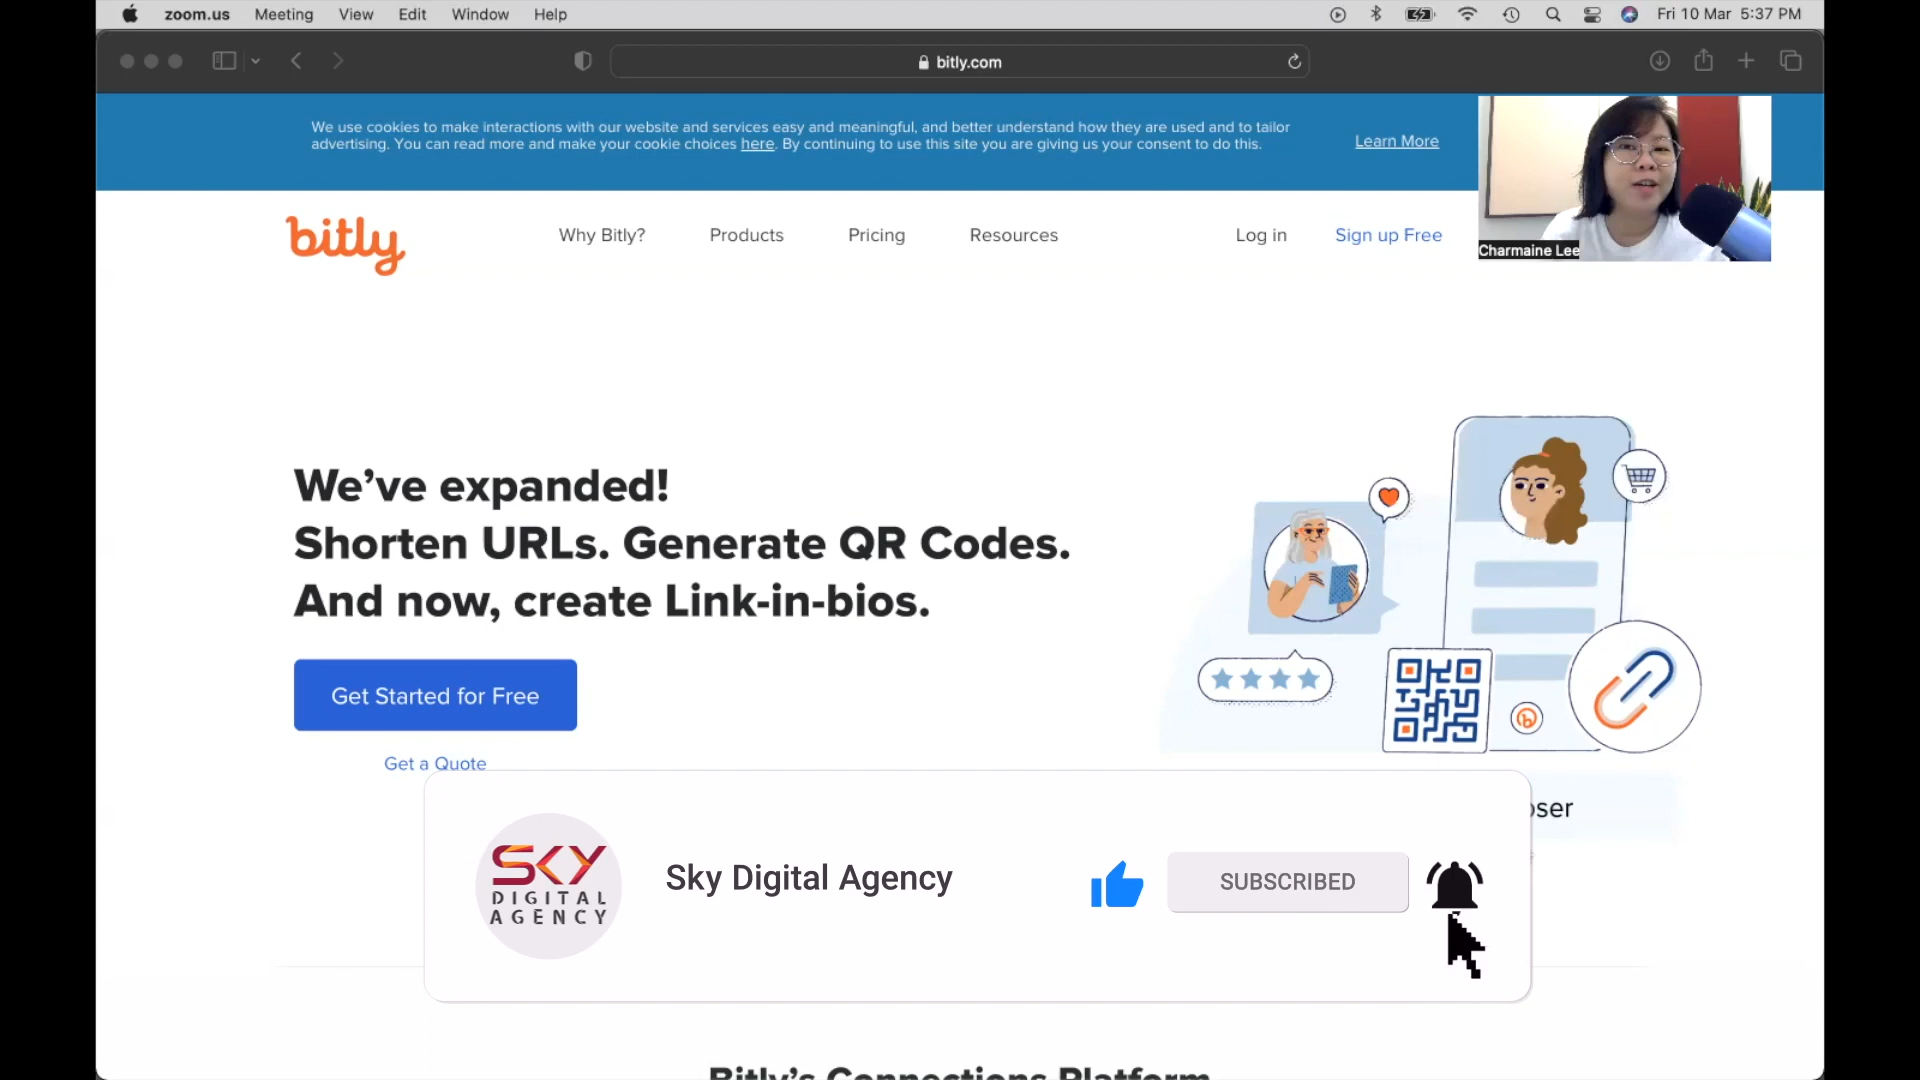 zoom.us Meeting View Edit Window Help Fri 10 Mar 5:37 PM
bitly.com
We use cookies to make interactions with our website and services easy and meaningful, and better understand how they are used and to tailor
advertising. You can read more and make your cookie choices here. By continuing to use this site you are giving us your consent to do this.
Learn More
Charmaine Lee
bitly
Why Bitly? Products Pricing Resources Log in Sign up Free
We’ve expanded!
Shorten URLs. Generate QR Codes.
And now, create Link-in-bios.
Get Started for Free
Get a Quote
SKY
DIGITAL
AGENCY
Sky Digital Agency
SUBSCRIBED
Bitly’s Connections Platform